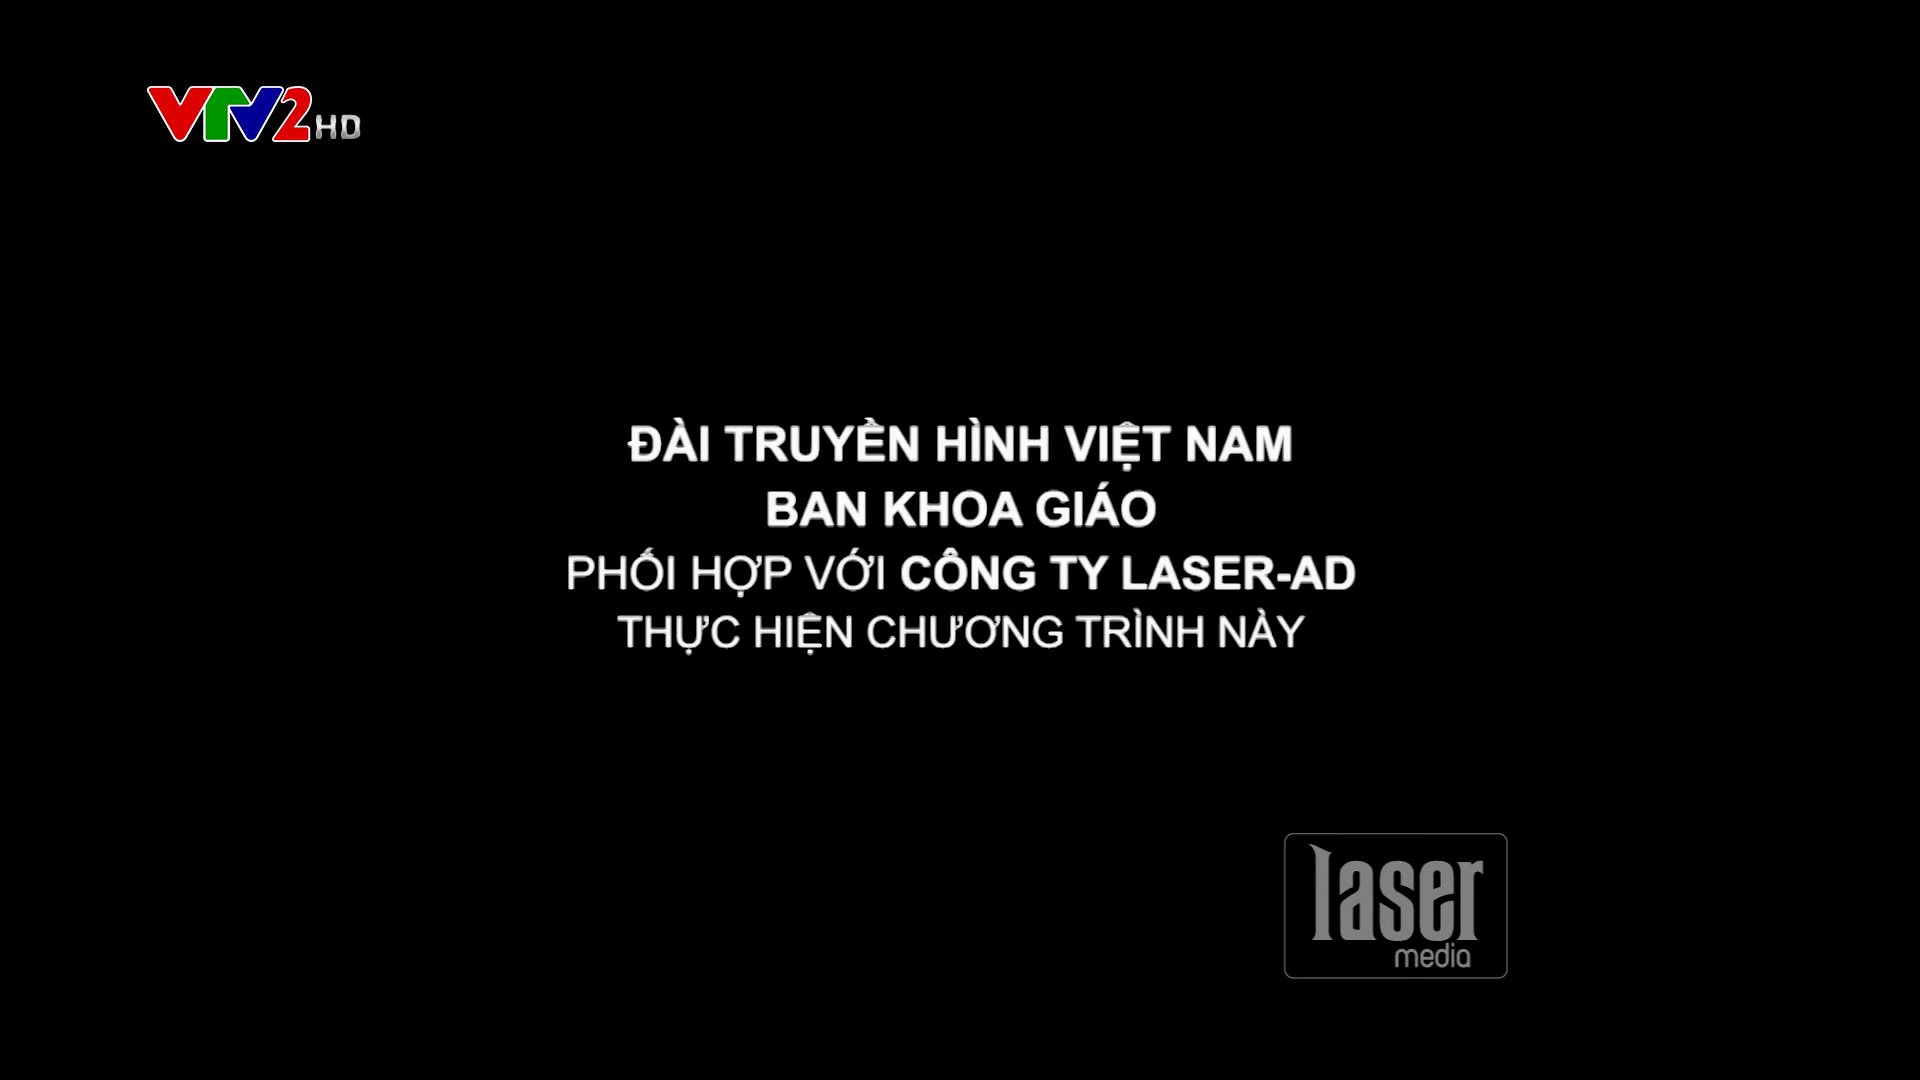 VTV2 HD
ĐÀI TRUYỀN HÌNH VIỆT NAM
BAN KHOA GIÁO
PHỐI HỢP VỚI CÔNG TY LASER-AD
THỰC HIỆN CHƯƠNG TRÌNH NÀY
laser
media